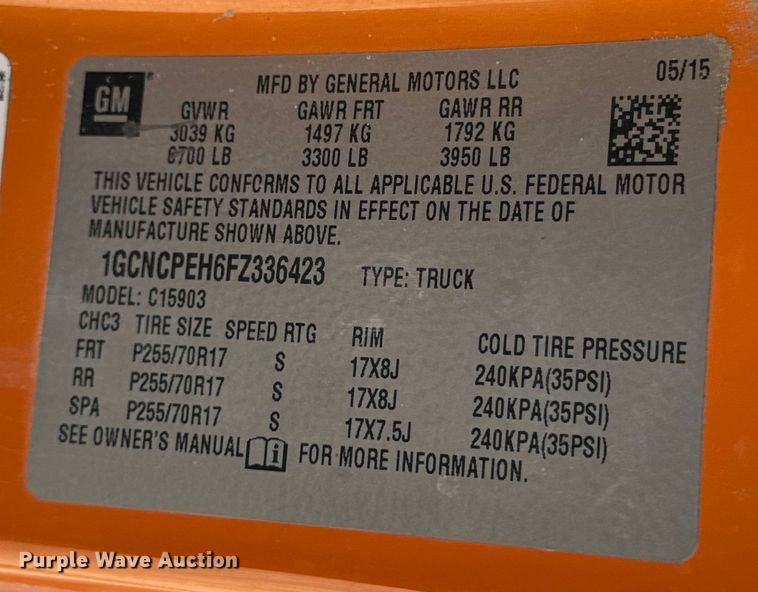 GM
MFD BY GENERAL MOTORS LLC 05/15
GVWR GAWR FRT GAWR RR
3039 KG 1497 KG 1792 KG
6700 LB 3300 LB 3950 LB
THIS VEHICLE CONFORMS TO ALL APPLICABLE U.S. FEDERAL MOTOR
VEHICLE SAFETY STANDARDS IN EFFECT ON THE DATE OF
MANUFACTURE SHOWN ABOVE.
1GCNCPEH6FZ336423 TYPE: TRUCK
MODEL: C15903
CHC3 TIRE SIZE SPEED RTG RIM COLD TIRE PRESSURE
FRT P255/70R17 S 17X8J 240KPA(35PSI)
RR P255/70R17 S 17X8J 240KPA(35PSI)
SPA P255/70R17 S 17X7.5J 240KPA(35PSI)
SEE OWNER'S MANUAL i FOR MORE INFORMATION.
Purple Wave Auction